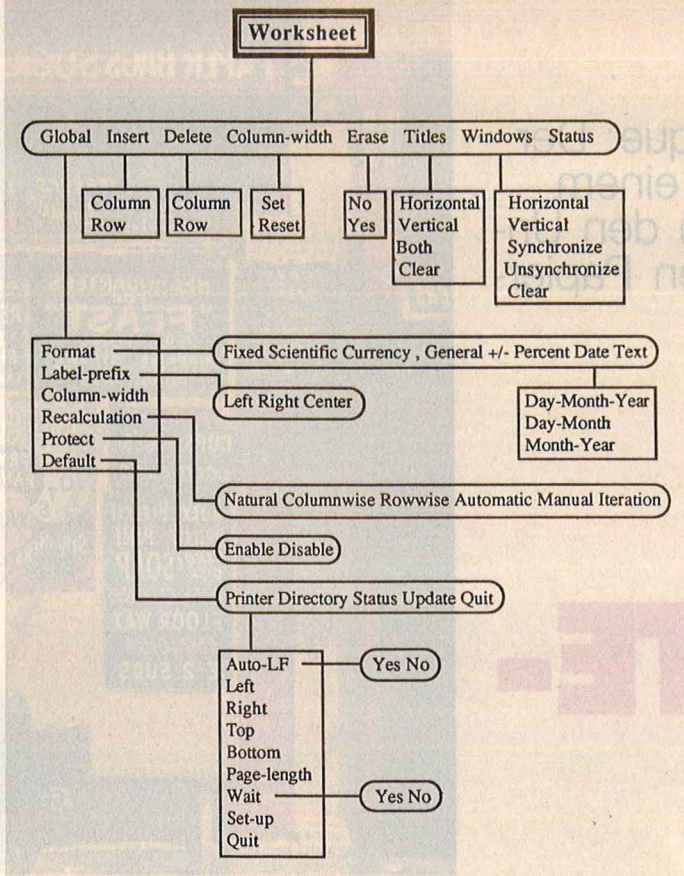 Worksheet
Global Insert Delete Column-width Erase Titles Windows Status
Column
Row
Column
Row
Set
Reset
No
Yes
Horizontal
Vertical
Both
Clear
Horizontal
Vertical
Synchronize
Unsynchronize
Clear
Format
Label-prefix
Column-width
Recalculation
Protect
Default
Fixed Scientific Currency , General +/- Percent Date Text
Left Right Center
Day-Month-Year
Day-Month
Month-Year
Natural Columnwise Rowwise Automatic Manual Iteration
Enable Disable
Printer Directory Status Update Quit
Auto-LF
Left
Right
Top
Bottom
Page-length
Wait
Set-up
Quit
Yes No
Yes No